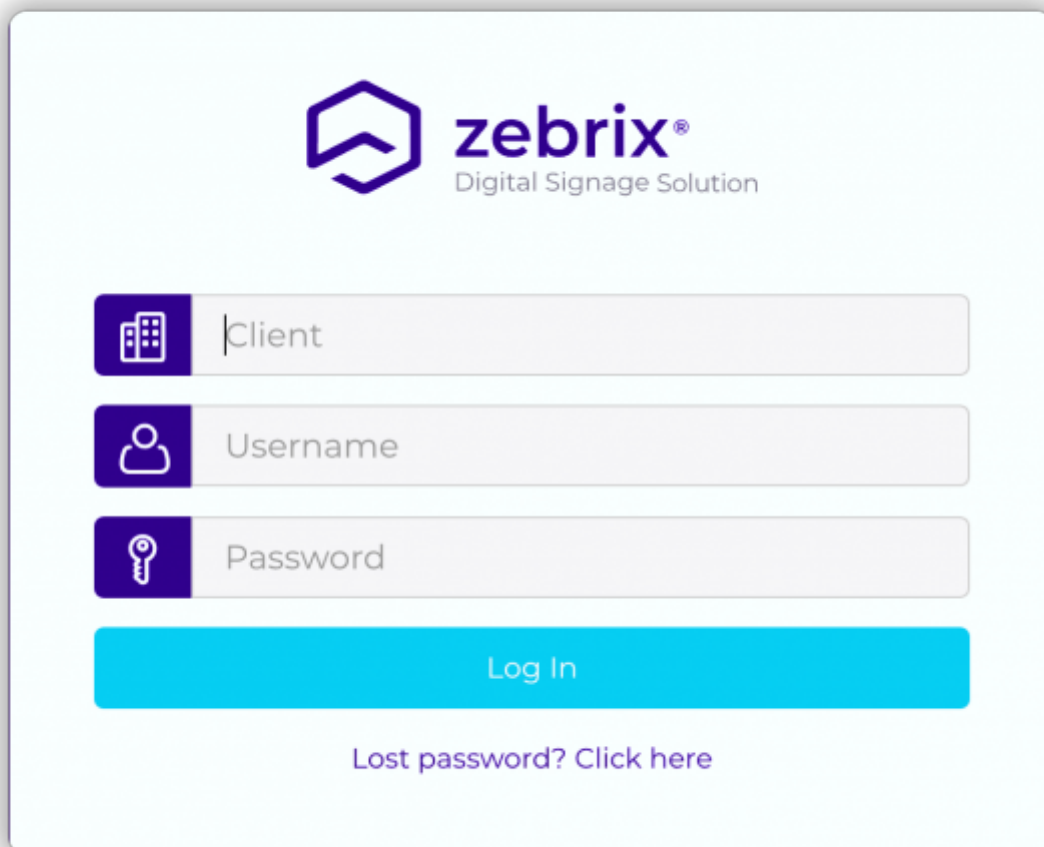 zebrix®
Digital Signage Solution
Client
Username
Password
Log In
Lost password? Click here